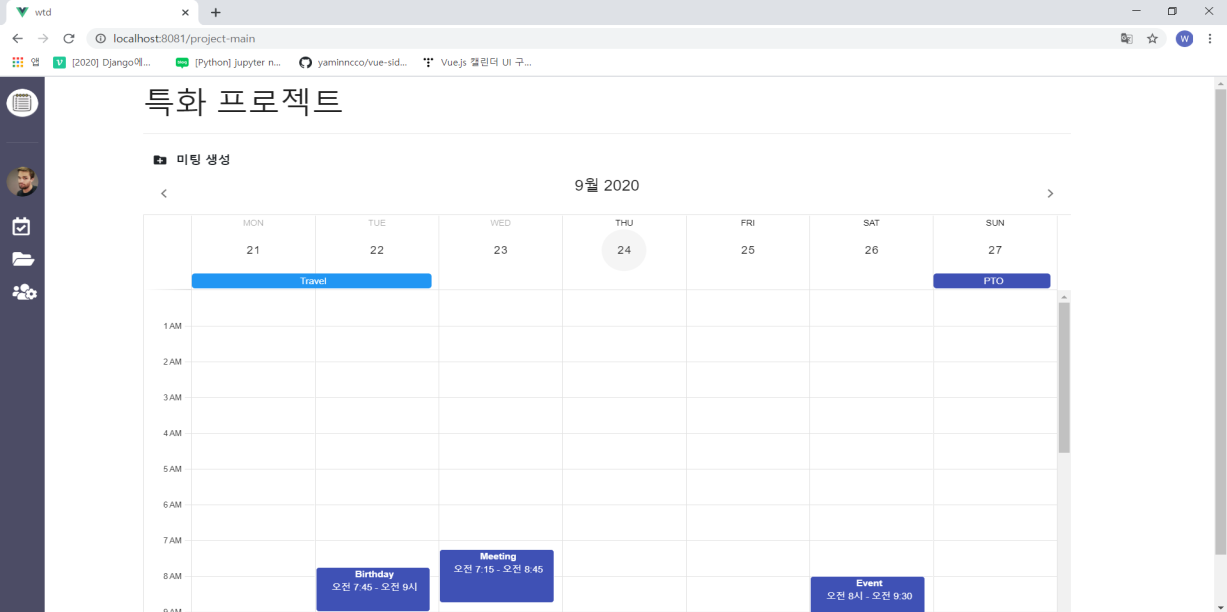 wtd
localhost:8081/project-main
W
앱
[2020] Django에...
[Python] jupyter n...
yaminncco/vue-sid...
Vue.js 캘린더 UI 구...
특화 프로젝트
미팅 생성
9월 2020
MON TUE WED THU FRI SAT SUN
21 22 23 24 25 26 27
Travel PTO
1 AM
2 AM
3 AM
4 AM
5 AM
6 AM
7 AM
Meeting
오전 7:15 - 오전 8:45
Birthday
오전 7:45 - 오전 9시
8 AM
Event
오전 8시 - 오전 9:30
9 AM